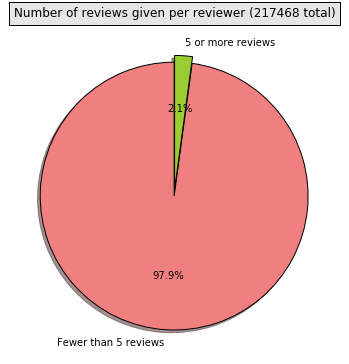 Number of reviews given per reviewer (217468 total)
5 or more reviews
2.1%
97.9%
Fewer than 5 reviews